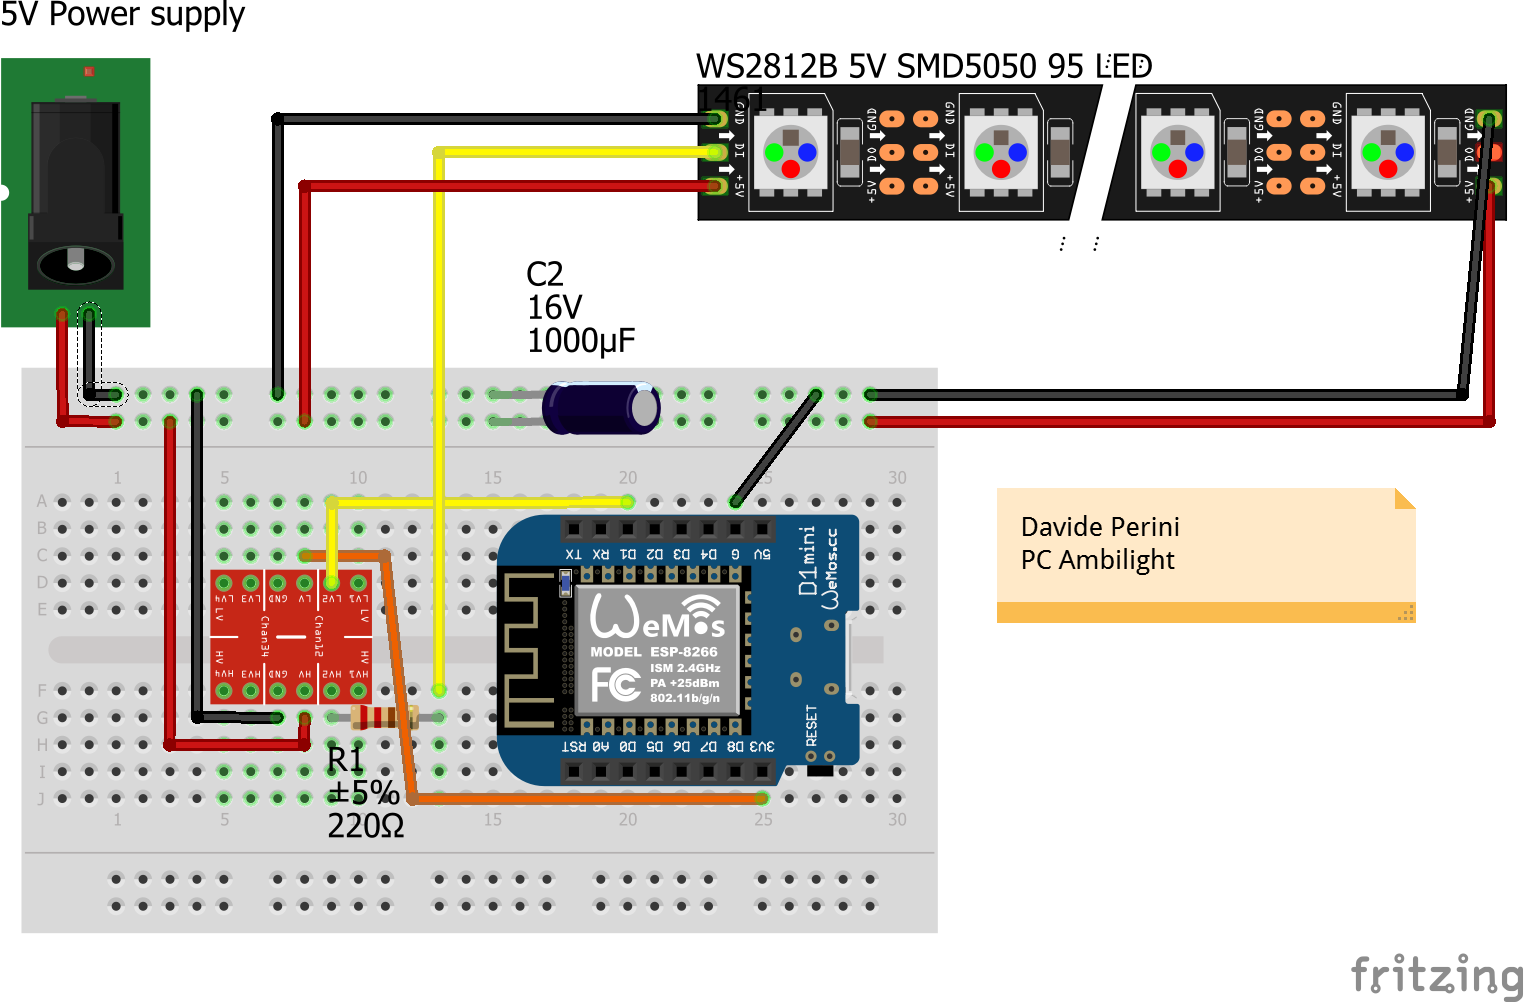 5V Power supply
WS2812B 5V SMD5050 95 LED
1461
GND
DI
+5V
GND
DO
+5V
GND
DI
+5V
GND
DO
+5V
GND
DI
+5V
GND
DO
+5V
C2
16V
1000µF
1 5 10 15 20 25 30
A
B
C
D
E
F
G
H
I
J
LV4 LV3 GND LV LV2 LV1
LV LV
Chan34 Chan12
HV HV
HV4 HV3 GND HV HV2 HV1
TX RX D1 D2 D3 D4 G 5V
D1 mini
WeMos.cc
WeMos
MODEL ESP-8266
ISM 2.4GHz
PA +25dBm
802.11b/g/n
FC
RST A0 D0 D5 D6 D7 D8 3V3
RESET
R1
±5%
220Ω
1 5 15 20 25 30
Davide Perini
PC Ambilight
fritzing